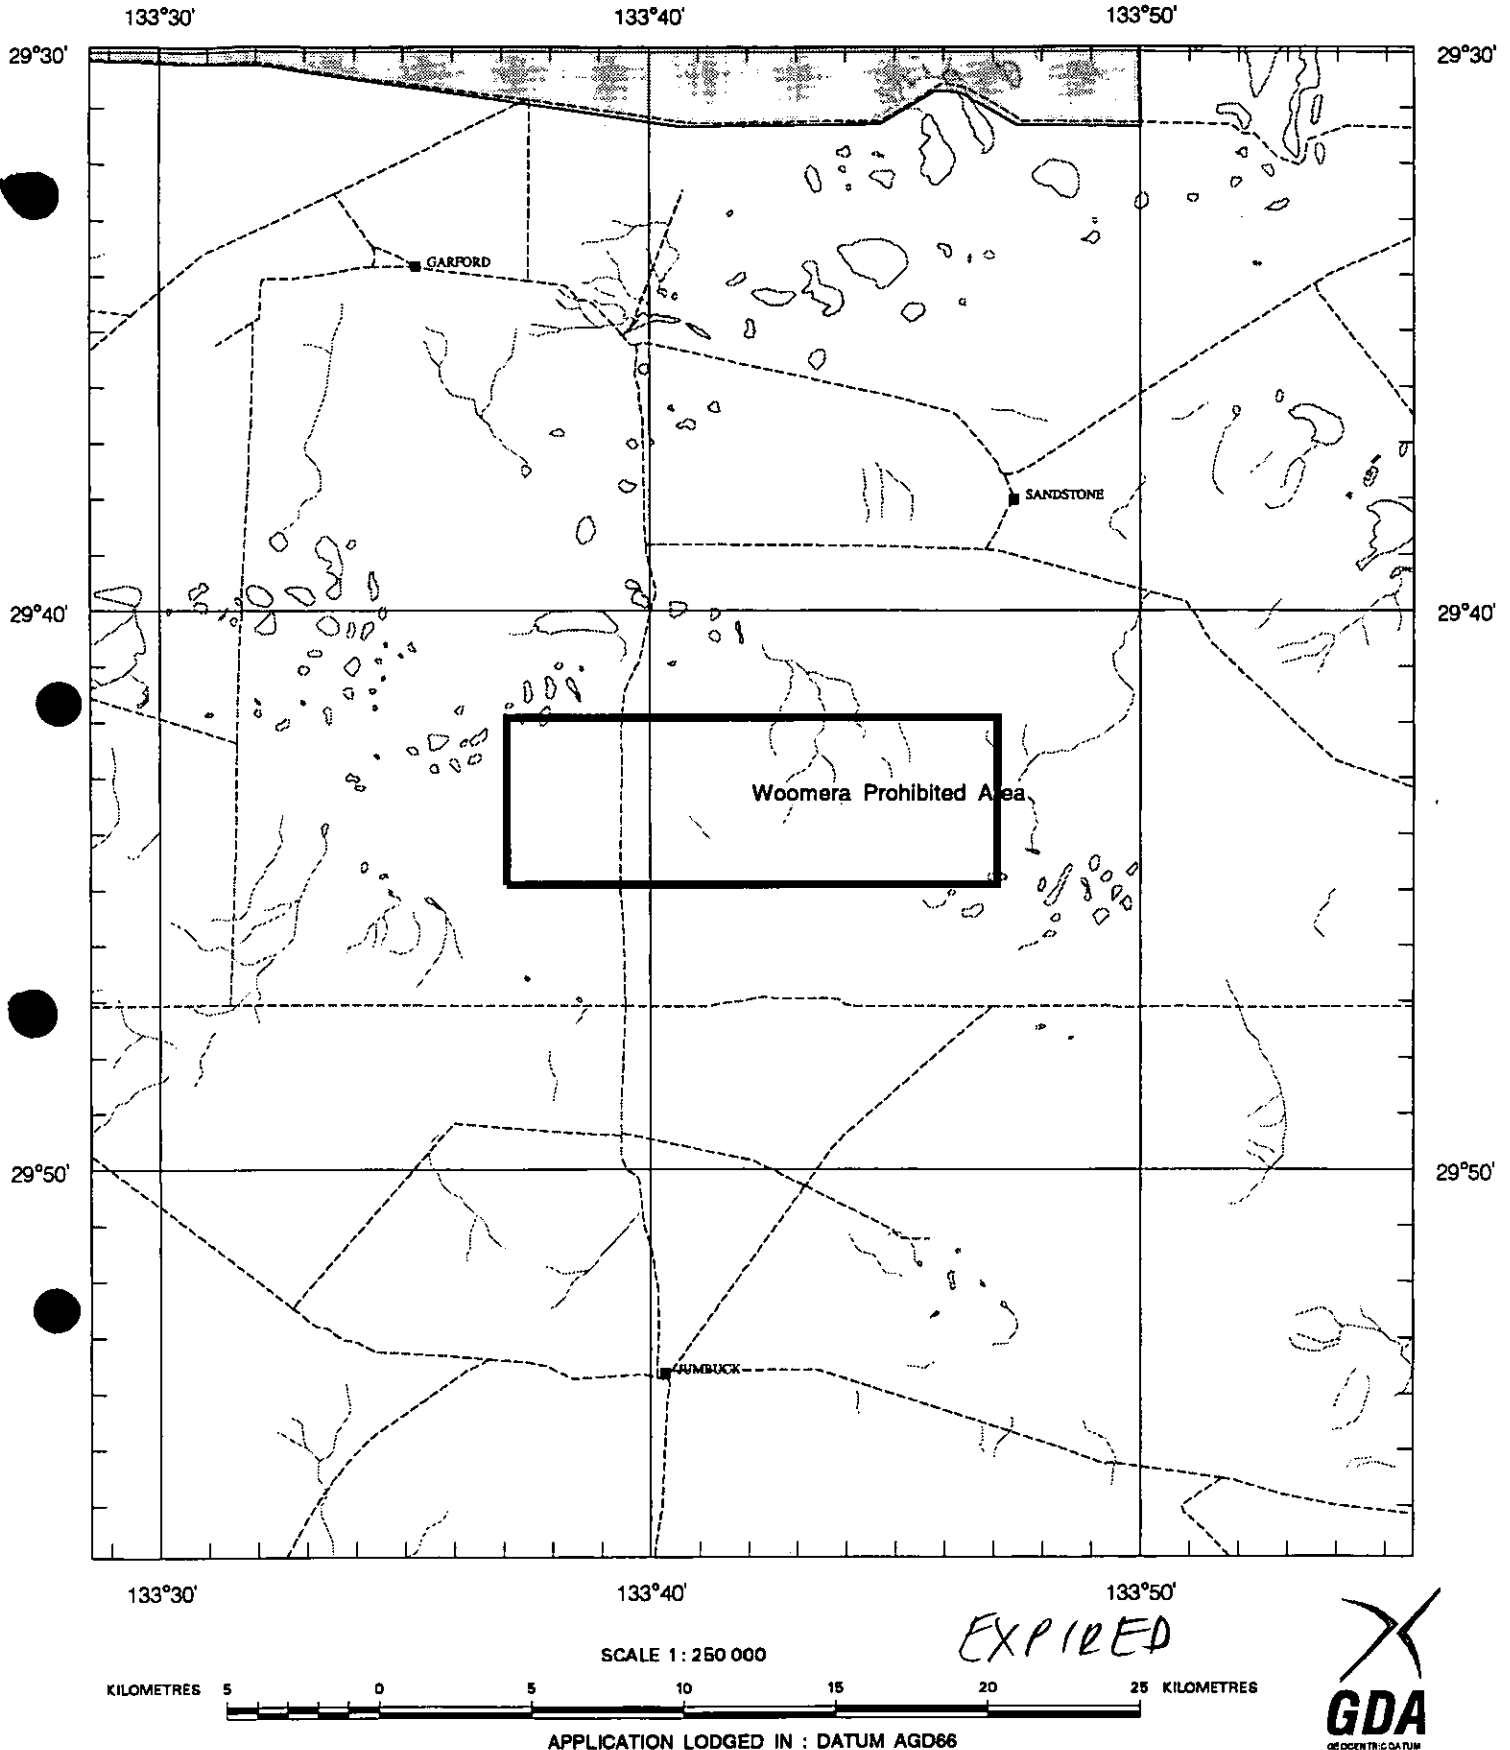 133°30' 133°40' 133°50'
29°30' 29°30'
GARFORD
SANDSTONE
29°40' 29°40'
Woomera Prohibited Area
29°50' 29°50'
JUMBUCK
133°30' 133°40' 133°50'
EXPIRED
SCALE 1 : 250 000
KILOMETRES 5 0 5 10 15 20 25 KILOMETRES
APPLICATION LODGED IN : DATUM AGD66
GDA
GEOCENTRIC DATUM